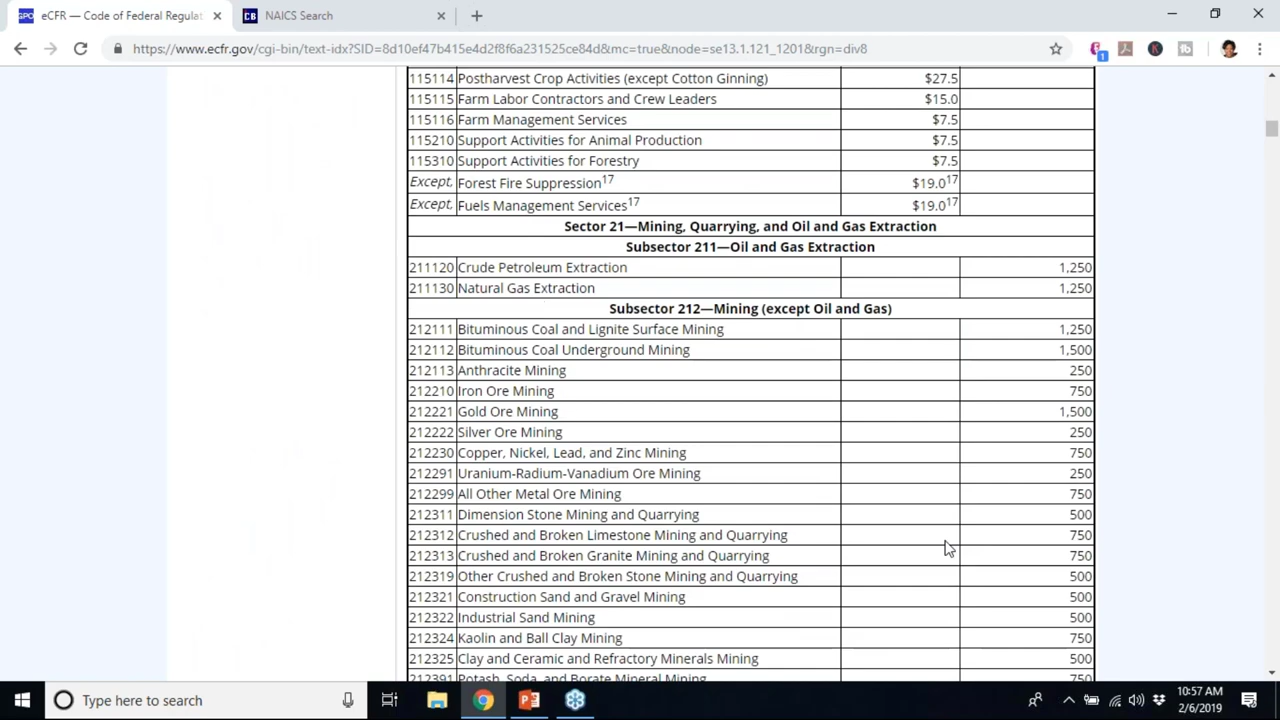 GPO eCFR — Code of Federal Regulat
CB NAICS Search
https://www.ecfr.gov/cgi-bin/text-idx?SID=8d10ef47b415e4d2f8f6a231525ce84d&mc=true&node=se13.1.121_1201&rgn=div8
1
115114 Postharvest Crop Activities (except Cotton Ginning) $27.5
115115 Farm Labor Contractors and Crew Leaders $15.0
115116 Farm Management Services $7.5
115210 Support Activities for Animal Production $7.5
115310 Support Activities for Forestry $7.5
Except, Forest Fire Suppression17 $19.017
Except, Fuels Management Services17 $19.017
Sector 21—Mining, Quarrying, and Oil and Gas Extraction
Subsector 211—Oil and Gas Extraction
211120 Crude Petroleum Extraction 1,250
211130 Natural Gas Extraction 1,250
Subsector 212—Mining (except Oil and Gas)
212111 Bituminous Coal and Lignite Surface Mining 1,250
212112 Bituminous Coal Underground Mining 1,500
212113 Anthracite Mining 250
212210 Iron Ore Mining 750
212221 Gold Ore Mining 1,500
212222 Silver Ore Mining 250
212230 Copper, Nickel, Lead, and Zinc Mining 750
212291 Uranium-Radium-Vanadium Ore Mining 250
212299 All Other Metal Ore Mining 750
212311 Dimension Stone Mining and Quarrying 500
212312 Crushed and Broken Limestone Mining and Quarrying 750
212313 Crushed and Broken Granite Mining and Quarrying 750
212319 Other Crushed and Broken Stone Mining and Quarrying 500
212321 Construction Sand and Gravel Mining 500
212322 Industrial Sand Mining 500
212324 Kaolin and Ball Clay Mining 750
212325 Clay and Ceramic and Refractory Minerals Mining 500
212391 Potash, Soda, and Borate Mineral Mining 750
Type here to search
10:57 AM
2/6/2019